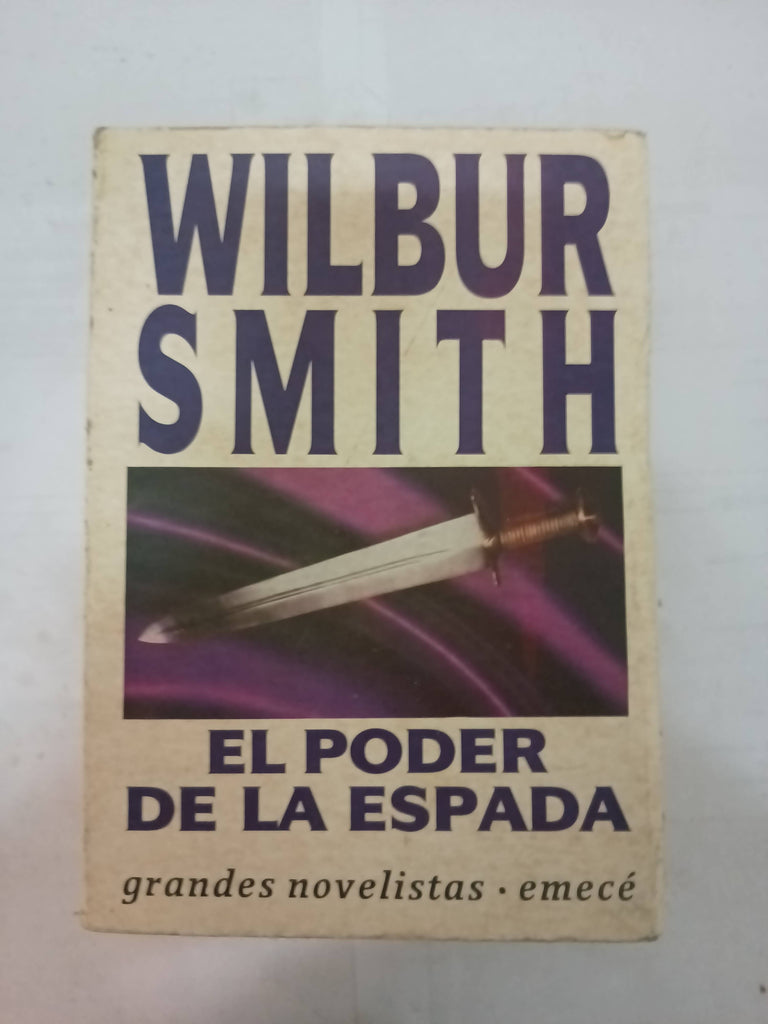 WILBUR
SMITH
EL PODER
DE LA ESPADA
grandes novelistas · emecé